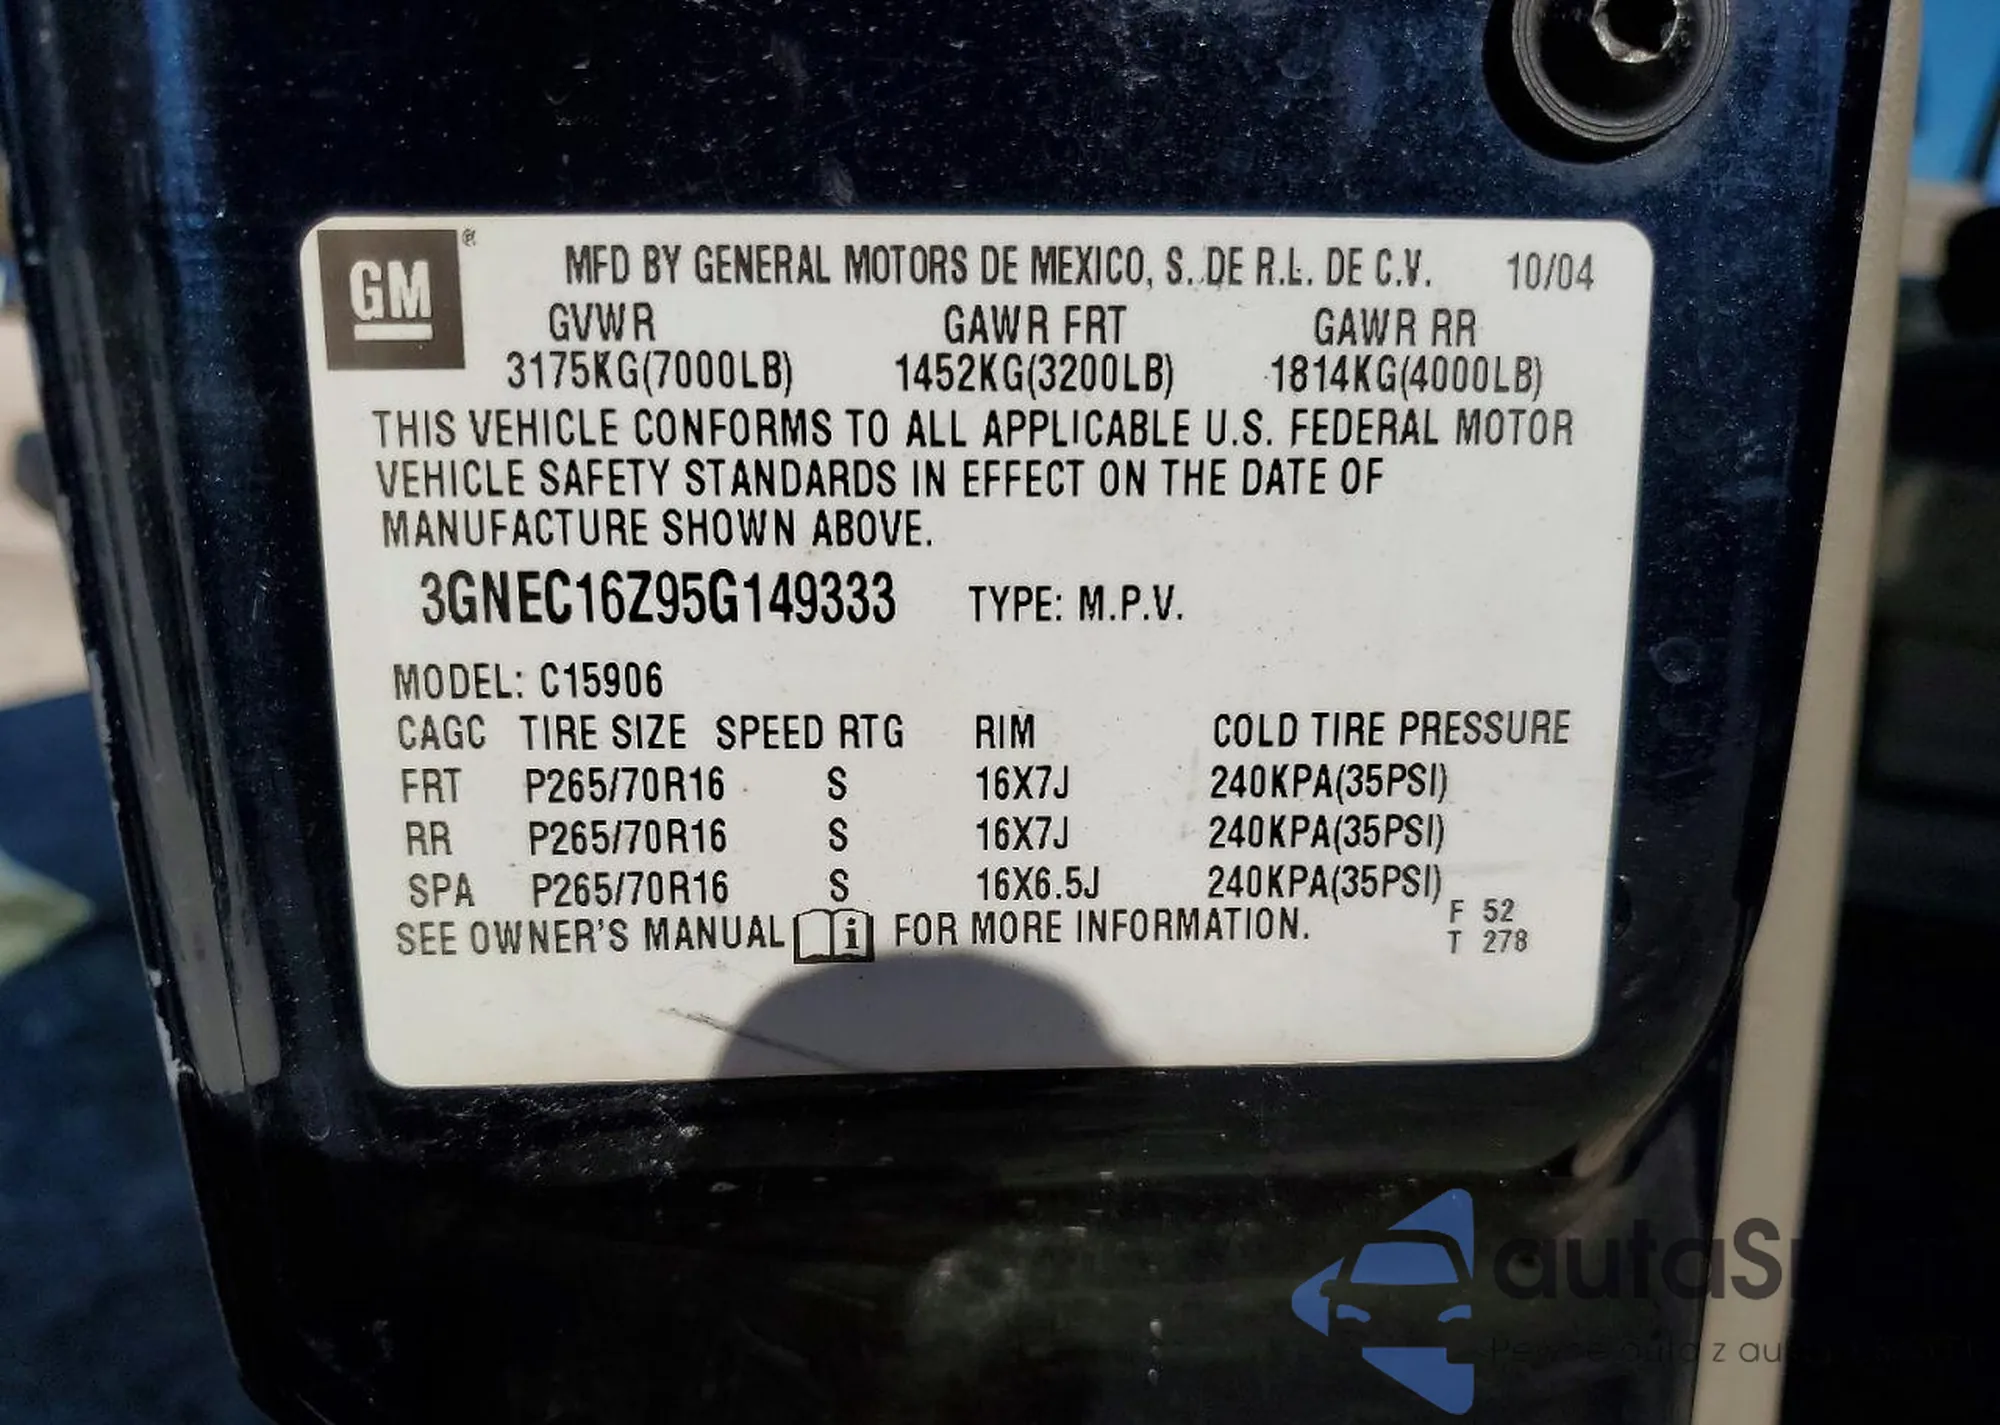 GM ®
MFD BY GENERAL MOTORS DE MEXICO, S. DE R.L. DE C.V. 10/04
GVWR GAWR FRT GAWR RR
3175KG(7000LB) 1452KG(3200LB) 1814KG(4000LB)
THIS VEHICLE CONFORMS TO ALL APPLICABLE U.S. FEDERAL MOTOR
VEHICLE SAFETY STANDARDS IN EFFECT ON THE DATE OF
MANUFACTURE SHOWN ABOVE.
3GNEC16Z95G149333 TYPE: M.P.V.
MODEL: C15906
CAGC TIRE SIZE SPEED RTG RIM COLD TIRE PRESSURE
FRT P265/70R16 S 16X7J 240KPA(35PSI)
RR P265/70R16 S 16X7J 240KPA(35PSI)
SPA P265/70R16 S 16X6.5J 240KPA(35PSI)
SEE OWNER'S MANUAL i FOR MORE INFORMATION.
F 52
T 278
auto z